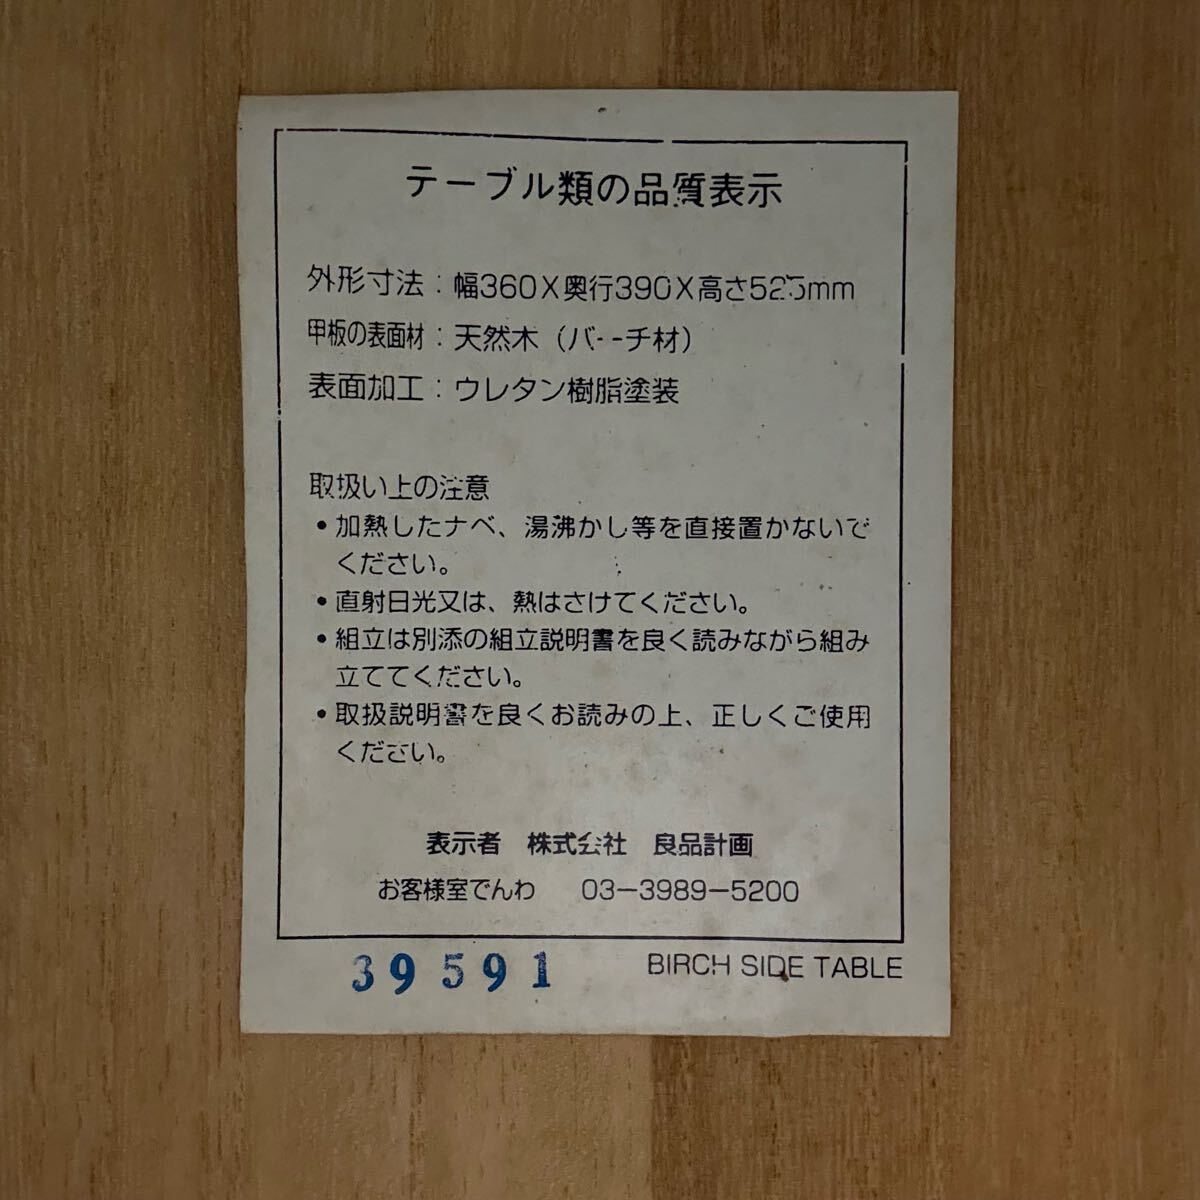 テーブル類の品質表示
外形寸法：幅360X奥行390X高さ525mm
甲板の表面材：天然木（バーチ材）
表面加工：ウレタン樹脂塗装
取扱い上の注意
・加熱したナベ、湯沸かし等を直接置かないで
ください。
・直射日光又は、熱はさけてください。
・組立は別添の組立説明書を良く読みながら組み
立ててください。
・取扱説明書を良くお読みの上、正しくご使用
ください。
表示者　株式会社　良品計画
お客様室でんわ　03-3989-5200
39591 BIRCH SIDE TABLE